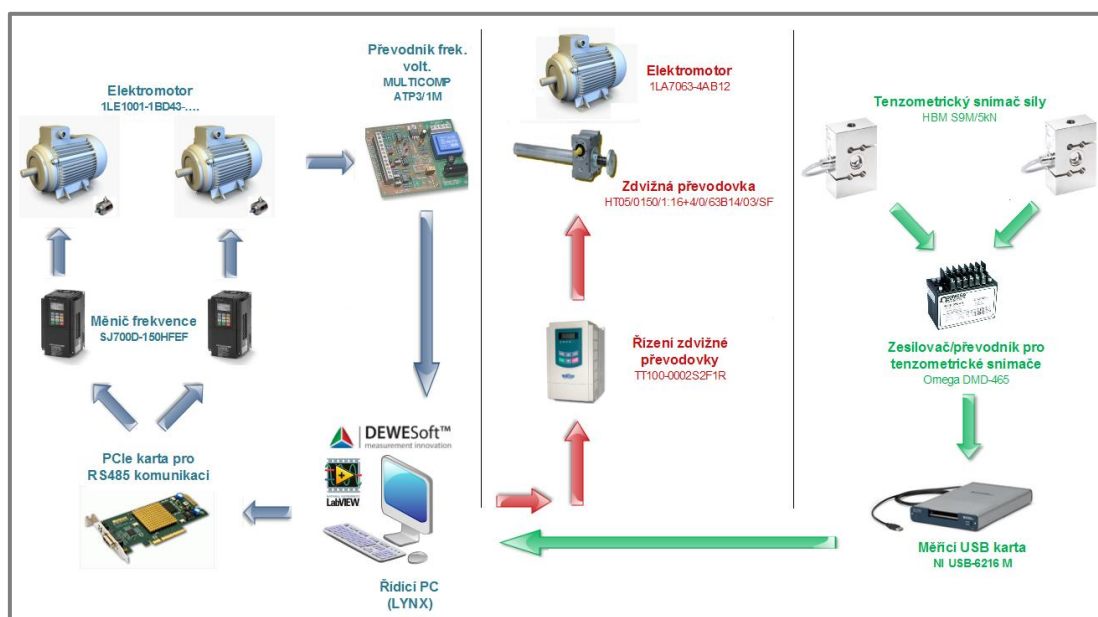 Elektromotor
1LE1001-1BD43-....
Převodník frek.
volt.
MULTICOMP
ATP3/1M
Měnič frekvence
SJ700D-150HFEF
PCIe karta pro
RS485 komunikaci
DEWESoft™
measurement innovation
LabVIEW
Řídicí PC
(LYNX)
Elektromotor
1LA7063-4AB12
Zdvižná převodovka
HT05/0150/1:16+4/0/63B14/03/SF
Řízení zdvižné
převodovky
TT100-0002S2F1R
Tenzometrický snímač síly
HBM S9M/5kN
Zesilovač/převodník pro
tenzometrické snímače
Omega DMD-465
Měřicí USB karta
NI USB-6216 M